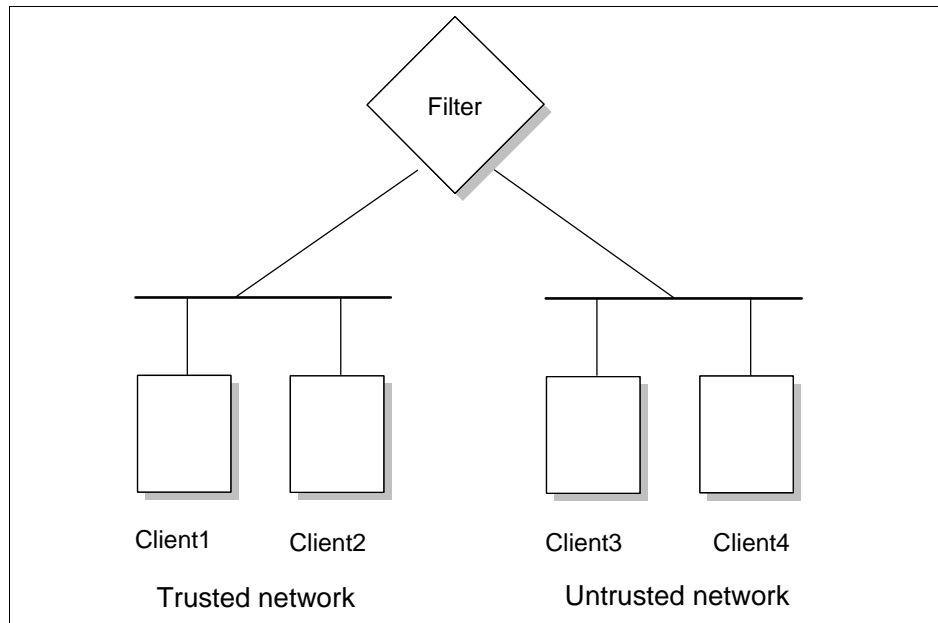 Filter
Client1
Client2
Client3
Client4
Trusted network
Untrusted network